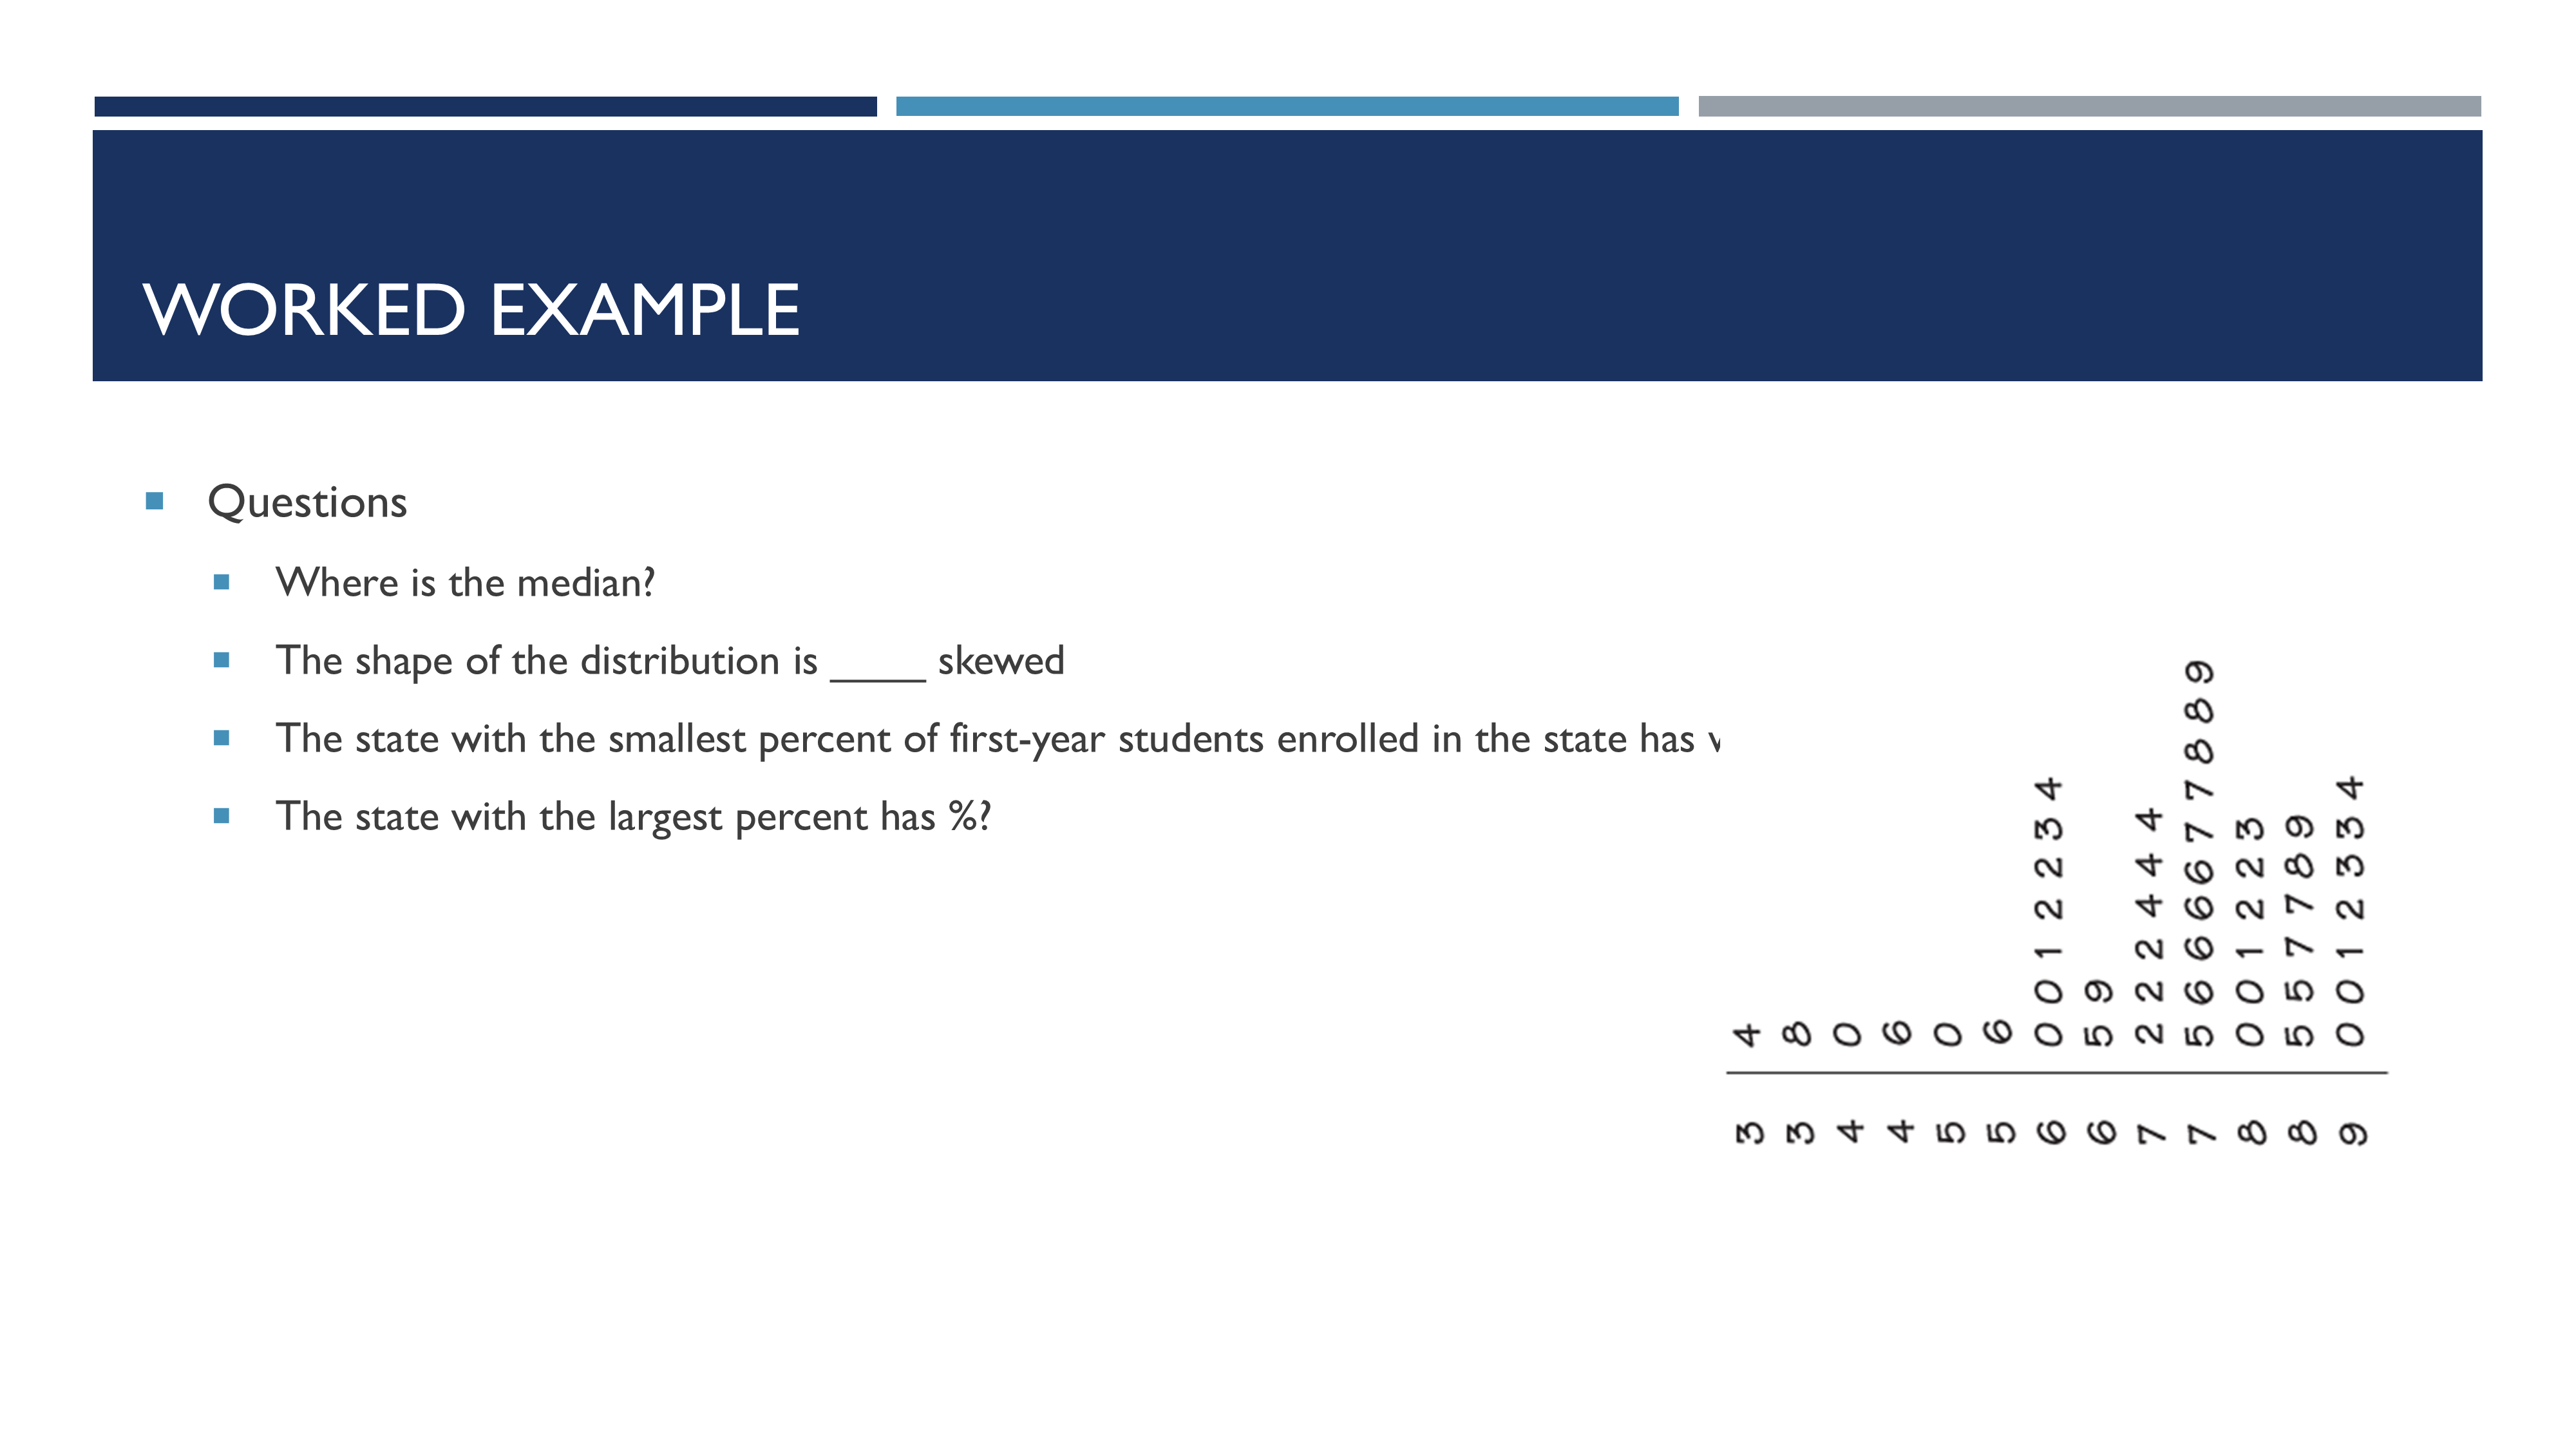 WORKED EXAMPLE
Questions
Where is the median?
The shape of the distribution is _____ skewed
The state with the smallest percent of first-year students enrolled in the state has
The state with the largest percent has %?
3 4
3 8
4 0
4 6
5 0
5 6
6 0 0 1 2 2 3 4
6 5 9
7 2 2 2 4 4 4
7 5 6 6 6 6 7 7 8 8 9
8 0 0 1 2 2 3
8 5 5 7 7 8 9
9 0 0 1 2 3 3 4